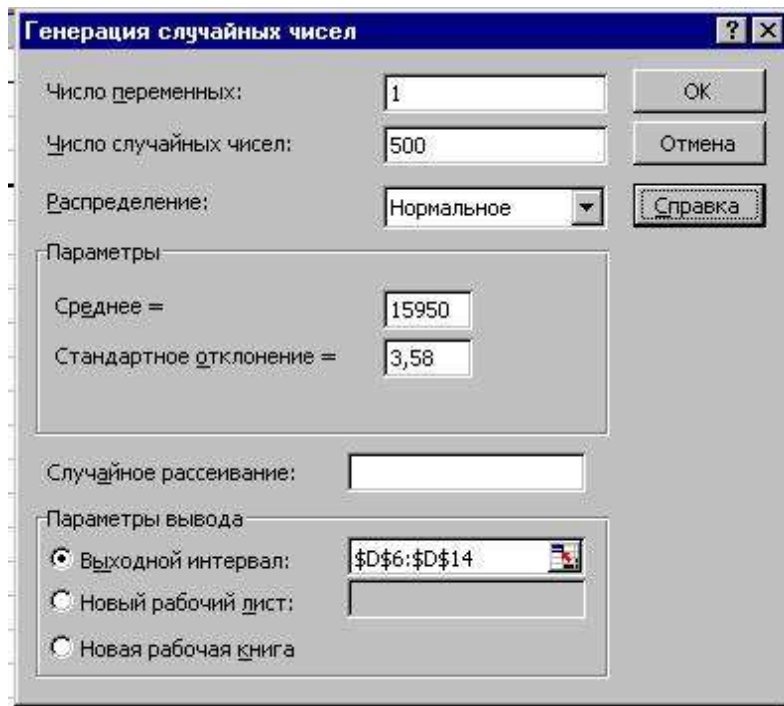 Генерация случайных чисел
Число переменных: 1 OK
Число случайных чисел: 500 Отмена
Распределение: Нормальное Справка
Параметры
Среднее = 15950
Стандартное отклонение = 3,58
Случайное рассеивание:
Параметры вывода
Выходной интервал: $D$6:$D$14
Новый рабочий лист:
Новая рабочая книга